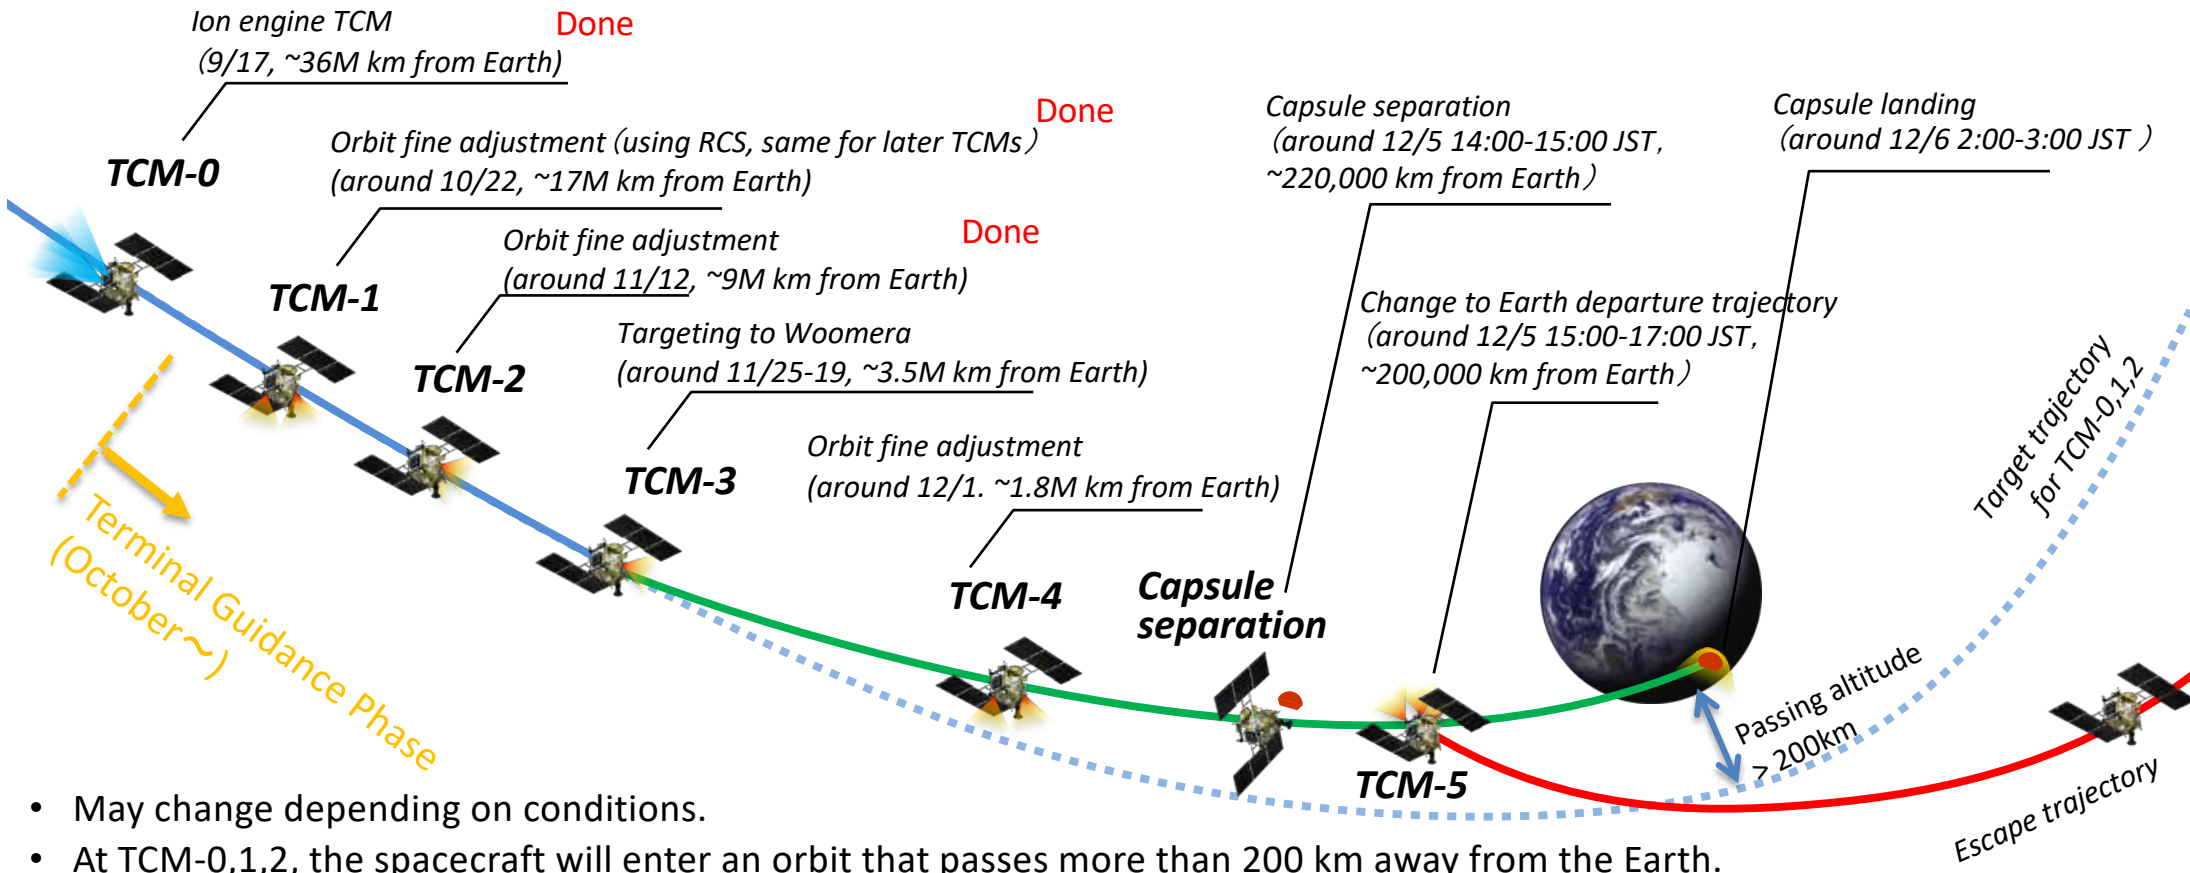 Ion engine TCM
（9/17, ~36M km from Earth)
Done
TCM-0
Orbit fine adjustment（using RCS, same for later TCMs）
(around 10/22, ~17M km from Earth)
Done
TCM-1
Orbit fine adjustment
(around 11/12, ~9M km from Earth)
Done
TCM-2
Targeting to Woomera
(around 11/25-19, ~3.5M km from Earth)
TCM-3
Orbit fine adjustment
(around 12/1. ~1.8M km from Earth)
TCM-4
Capsule separation
（around 12/5 14:00-15:00 JST,
~220,000 km from Earth）
Capsule
separation
Change to Earth departure trajectory
（around 12/5 15:00-17:00 JST,
~200,000 km from Earth）
TCM-5
Capsule landing
（around 12/6 2:00-3:00 JST ）
Target trajectory
for TCM-0,1,2
Passing altitude
> 200km
Escape trajectory
Terminal Guidance Phase
(October～)
• May change depending on conditions.
• At TCM-0,1,2, the spacecraft will enter an orbit that passes more than 200 km away from the Earth.